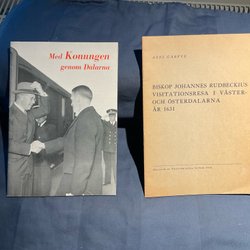 Med Konungen
genom Dalarna
BISKOP JOHANNES RUDBECKIUS
VISITATIONSRESA I VÄSTER-
OCH ÖSTERDALARNA
ÅR 1631